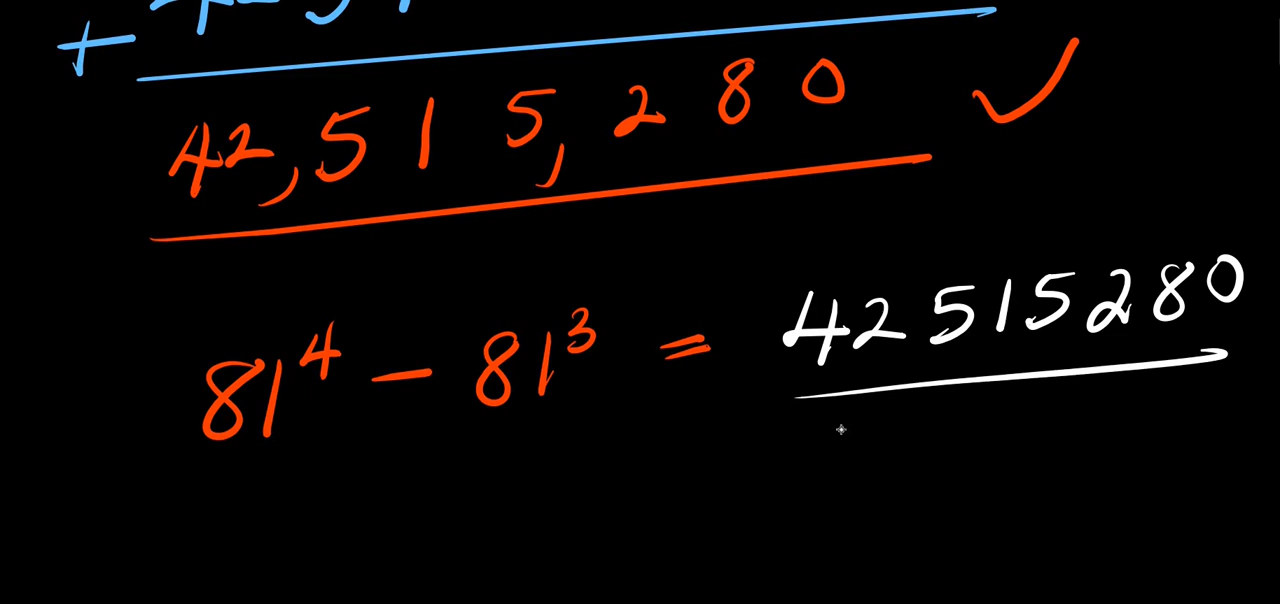 +
42,515,280 ✓
81⁴ - 81³ = 42515280